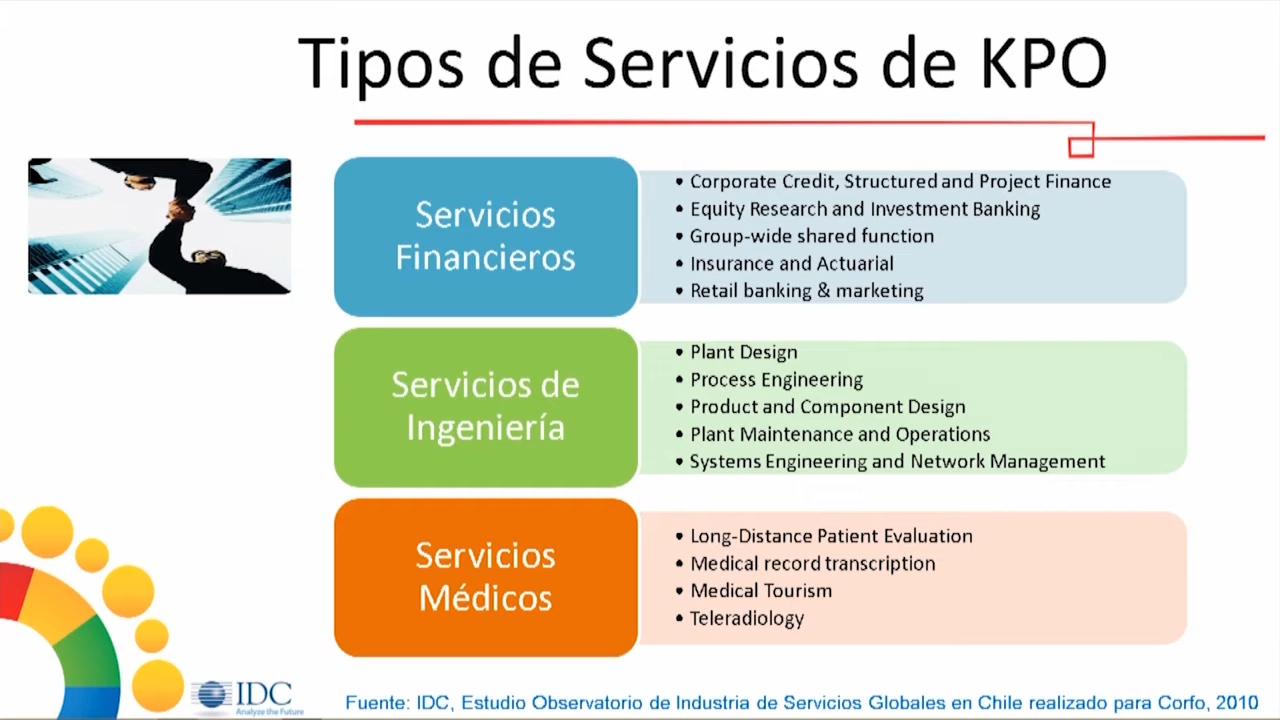 Tipos de Servicios de KPO
Servicios
Financieros
• Corporate Credit, Structured and Project Finance
• Equity Research and Investment Banking
• Group-wide shared function
• Insurance and Actuarial
• Retail banking & marketing
Servicios de
Ingeniería
• Plant Design
• Process Engineering
• Product and Component Design
• Plant Maintenance and Operations
• Systems Engineering and Network Management
Servicios
Médicos
• Long-Distance Patient Evaluation
• Medical record transcription
• Medical Tourism
• Teleradiology
IDC
Analyze the Future
Fuente: IDC, Estudio Observatorio de Industria de Servicios Globales en Chile realizado para Corfo, 2010